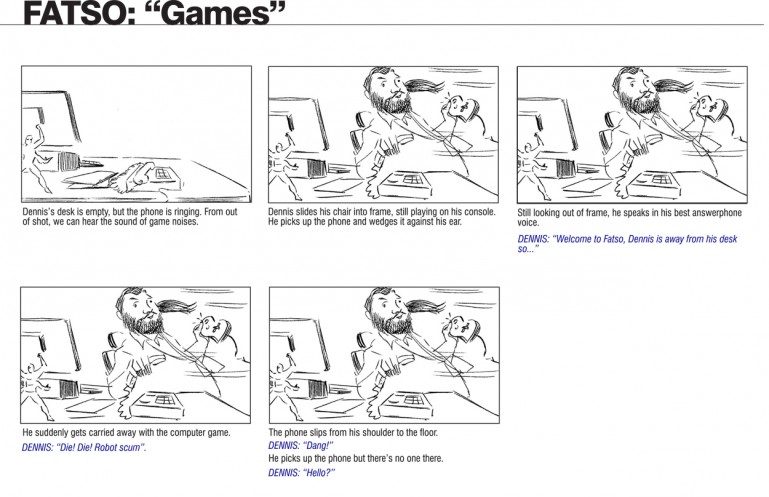 FATSO: “Games”
Dennis’s desk is empty, but the phone is ringing. From out
of shot, we can hear the sound of game noises.
Dennis slides his chair into frame, still playing on his console.
He picks up the phone and wedges it against his ear.
Still looking out of frame, he speaks in his best answerphone
voice.
DENNIS: “Welcome to Fatso, Dennis is away from his desk
so...”
He suddenly gets carried away with the computer game.
DENNIS: “Die! Die! Robot scum”.
The phone slips from his shoulder to the floor.
DENNIS: “Dang!”
He picks up the phone but there’s no one there.
DENNIS: “Hello?”